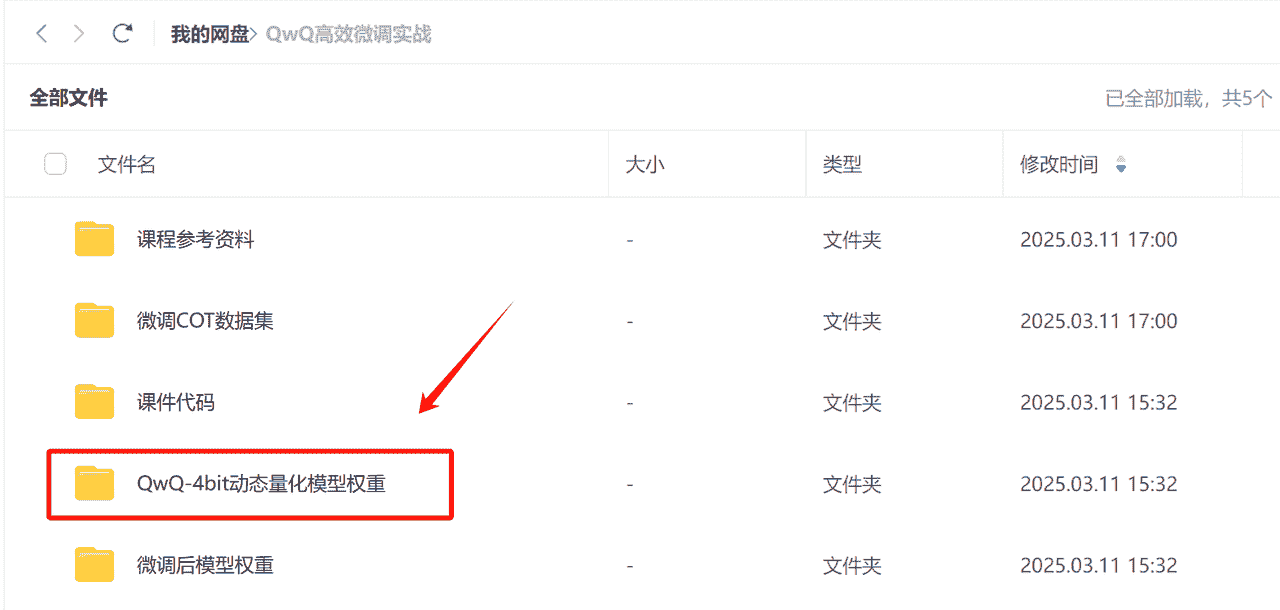 我的网盘> QwQ高效微调实战
全部文件 已全部加载，共5个
文件名 大小 类型 修改时间
课程参考资料 - 文件夹 2025.03.11 17:00
微调COT数据集 - 文件夹 2025.03.11 17:00
课件代码 - 文件夹 2025.03.11 15:32
QwQ-4bit动态量化模型权重 - 文件夹 2025.03.11 15:32
微调后模型权重 - 文件夹 2025.03.11 15:32